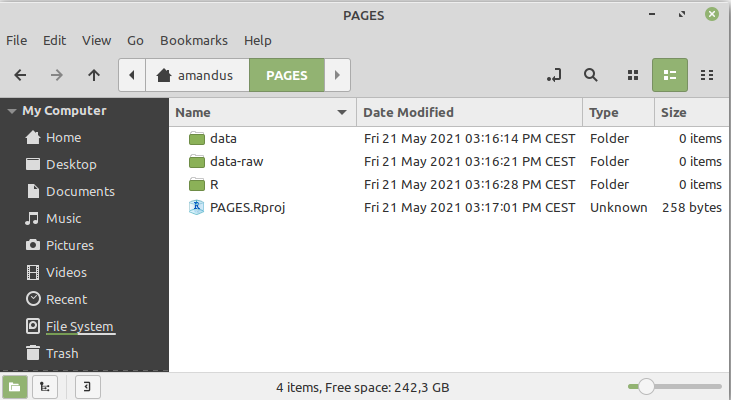 PAGES
File Edit View Go Bookmarks Help
amandus PAGES
My Computer
Home
Desktop
Documents
Music
Pictures
Videos
Recent
File System
Trash
Name Date Modified Type Size
data Fri 21 May 2021 03:16:14 PM CEST Folder 0 items
data-raw Fri 21 May 2021 03:16:21 PM CEST Folder 0 items
R Fri 21 May 2021 03:16:28 PM CEST Folder 0 items
PAGES.Rproj Fri 21 May 2021 03:17:01 PM CEST Unknown 258 bytes
4 items, Free space: 242,3 GB